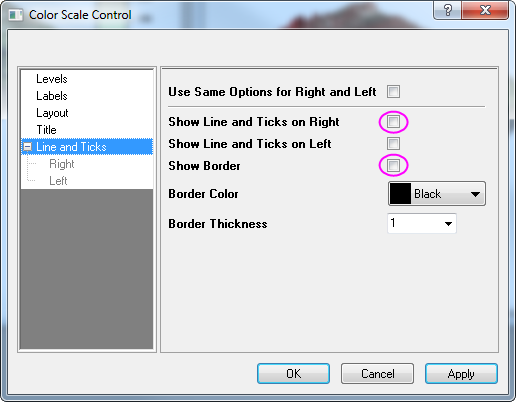 Color Scale Control
Levels
Labels
Layout
Title
Line and Ticks
Right
Left
Use Same Options for Right and Left
Show Line and Ticks on Right
Show Line and Ticks on Left
Show Border
Border Color Black
Border Thickness 1
OK Cancel Apply